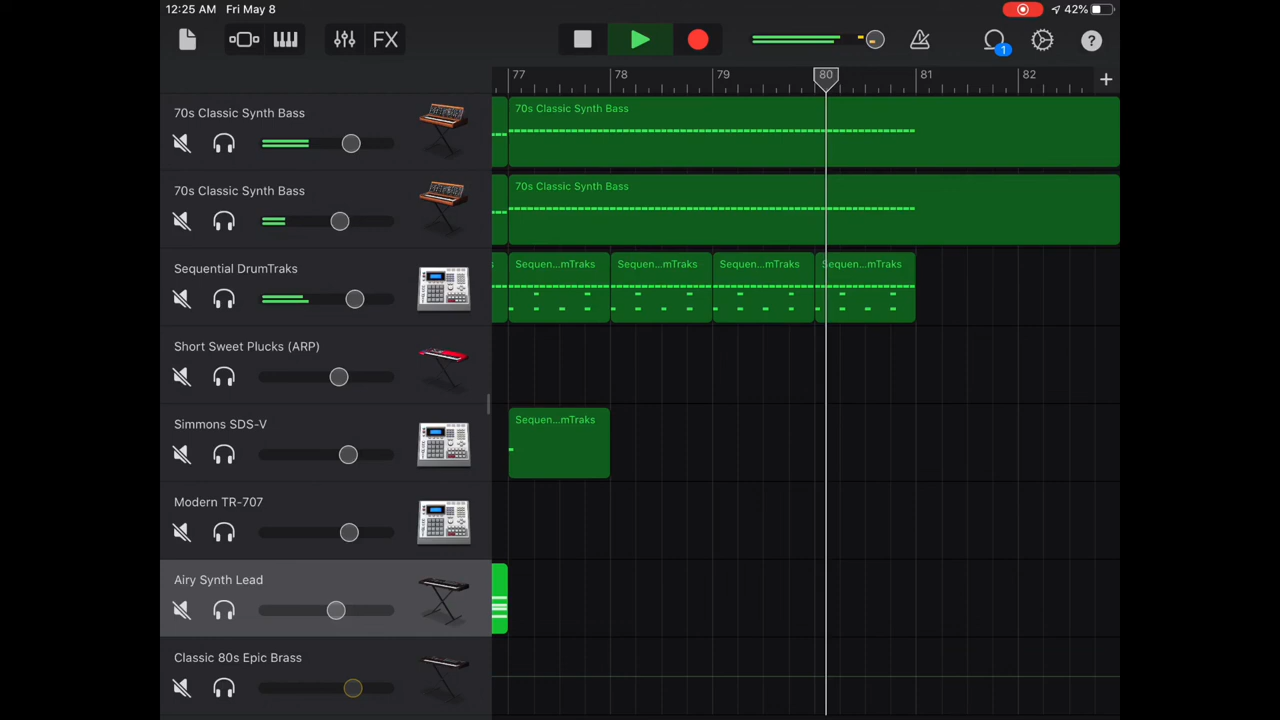 12:25 AM Fri May 8
42%
FX
1
77 78 79 80 81 82
70s Classic Synth Bass
70s Classic Synth Bass
70s Classic Synth Bass
70s Classic Synth Bass
Sequential DrumTraks
s Sequen...mTraks Sequen...mTraks Sequen...mTraks Sequen...mTraks
Short Sweet Plucks (ARP)
Simmons SDS-V
Sequen...mTraks
Modern TR-707
Airy Synth Lead
Classic 80s Epic Brass